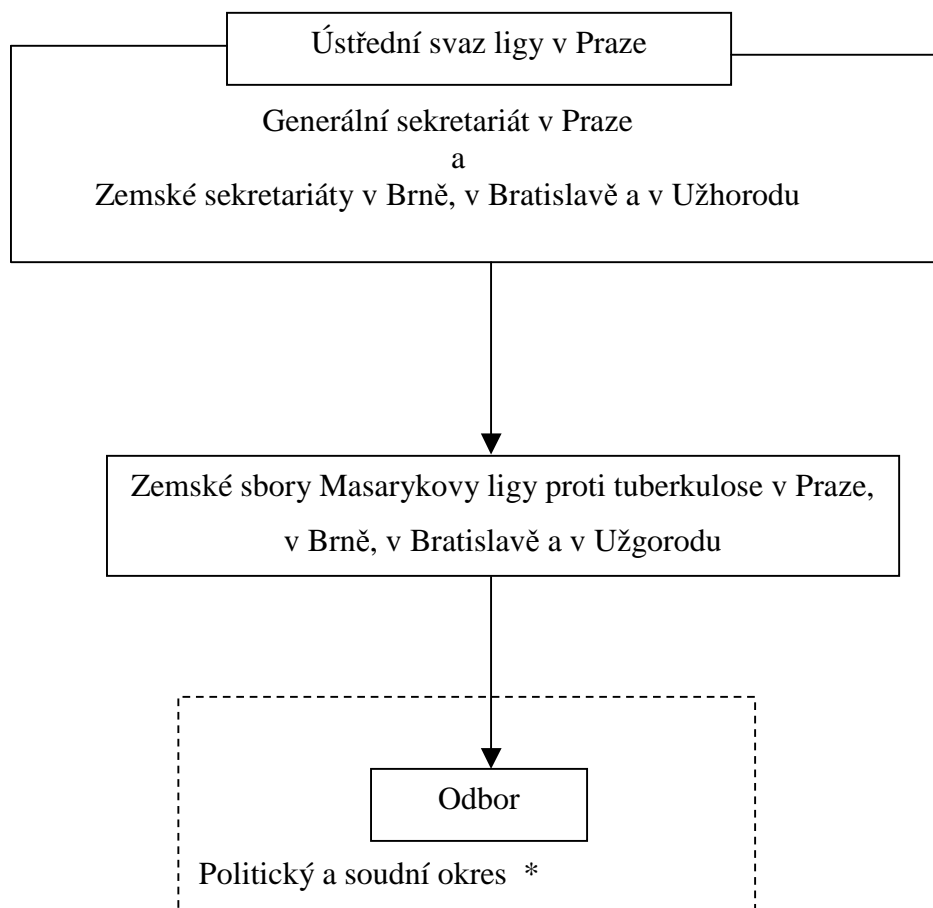 Ústřední svaz ligy v Praze
Generální sekretariát v Praze
a
Zemské sekretariáty v Brně, v Bratislavě a v Užhorodu
Zemské sbory Masarykovy ligy proti tuberkulose v Praze,
v Brně, v Bratislavě a v Užgorodu
Odbor
Politický a soudní okres *